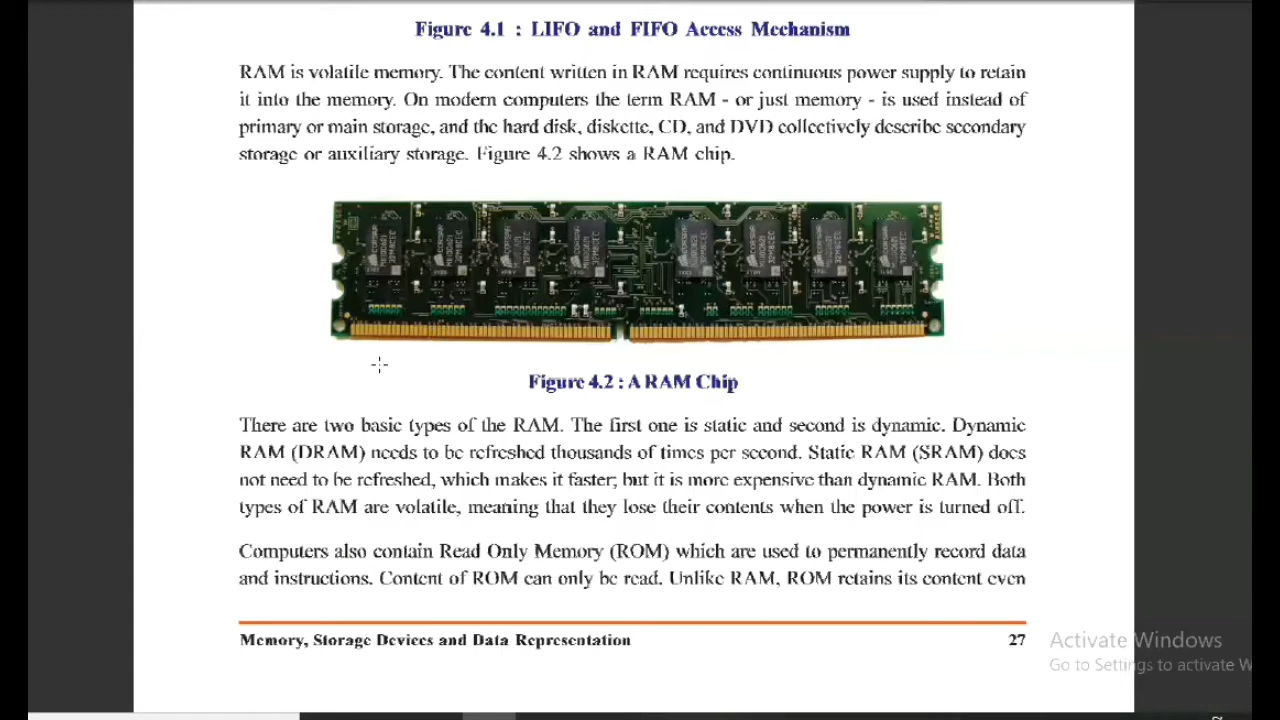 Figure 4.1 : LIFO and FIFO Access Mechanism
RAM is volatile memory. The content written in RAM requires continuous power supply to retain
it into the memory. On modern computers the term RAM - or just memory - is used instead of
primary or main storage, and the hard disk, diskette, CD, and DVD collectively describe secondary
storage or auxiliary storage. Figure 4.2 shows a RAM chip.
Figure 4.2 : A RAM Chip
There are two basic types of the RAM. The first one is static and second is dynamic. Dynamic
RAM (DRAM) needs to be refreshed thousands of times per second. Static RAM (SRAM) does
not need to be refreshed, which makes it faster; but it is more expensive than dynamic RAM. Both
types of RAM are volatile, meaning that they lose their contents when the power is turned off.
Computers also contain Read Only Memory (ROM) which are used to permanently record data
and instructions. Content of ROM can only be read. Unlike RAM, ROM retains its content even
Memory, Storage Devices and Data Representation 27
Activate Windows
Go to Settings to activate W